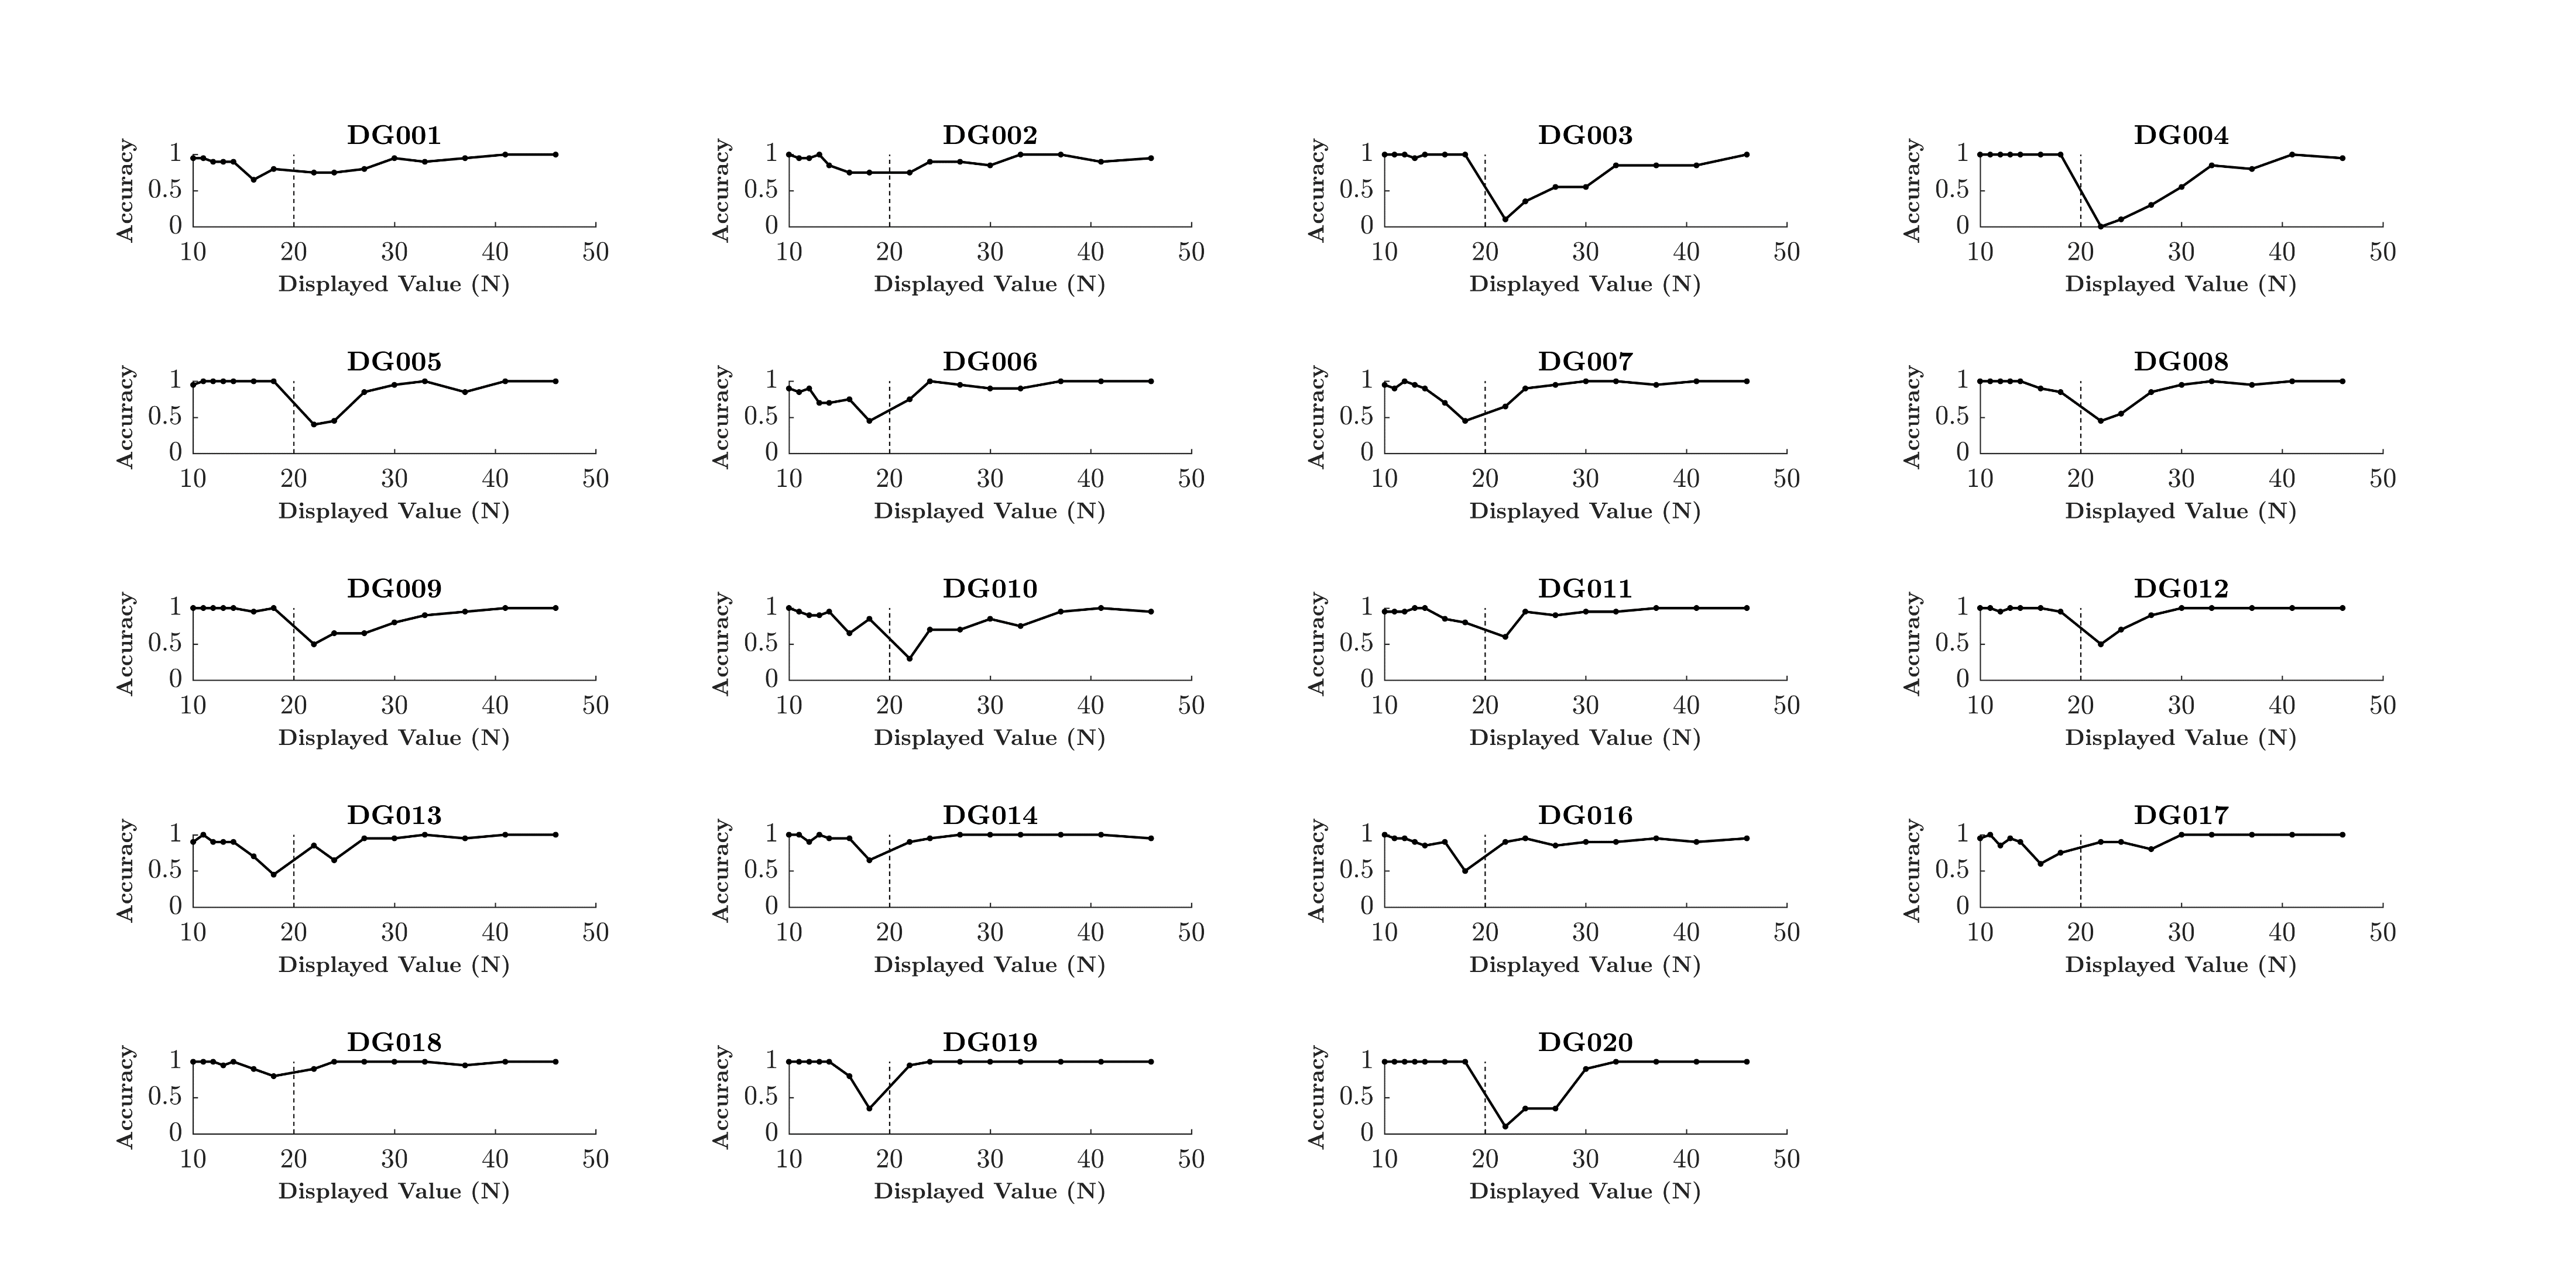 DG001 DG002 DG003 DG004
Accuracy 1 0.5 0 Accuracy 1 0.5 0 Accuracy 1 0.5 0 Accuracy 1 0.5 0
10 20 30 40 50 10 20 30 40 50 10 20 30 40 50 10 20 30 40 50
Displayed Value (N) Displayed Value (N) Displayed Value (N) Displayed Value (N)
DG005 DG006 DG007 DG008
Accuracy 1 0.5 0 Accuracy 1 0.5 0 Accuracy 1 0.5 0 Accuracy 1 0.5 0
10 20 30 40 50 10 20 30 40 50 10 20 30 40 50 10 20 30 40 50
Displayed Value (N) Displayed Value (N) Displayed Value (N) Displayed Value (N)
DG009 DG010 DG011 DG012
Accuracy 1 0.5 0 Accuracy 1 0.5 0 Accuracy 1 0.5 0 Accuracy 1 0.5 0
10 20 30 40 50 10 20 30 40 50 10 20 30 40 50 10 20 30 40 50
Displayed Value (N) Displayed Value (N) Displayed Value (N) Displayed Value (N)
DG013 DG014 DG016 DG017
Accuracy 1 0.5 0 Accuracy 1 0.5 0 Accuracy 1 0.5 0 Accuracy 1 0.5 0
10 20 30 40 50 10 20 30 40 50 10 20 30 40 50 10 20 30 40 50
Displayed Value (N) Displayed Value (N) Displayed Value (N) Displayed Value (N)
DG018 DG019 DG020
Accuracy 1 0.5 0 Accuracy 1 0.5 0 Accuracy 1 0.5 0
10 20 30 40 50 10 20 30 40 50 10 20 30 40 50
Displayed Value (N) Displayed Value (N) Displayed Value (N)